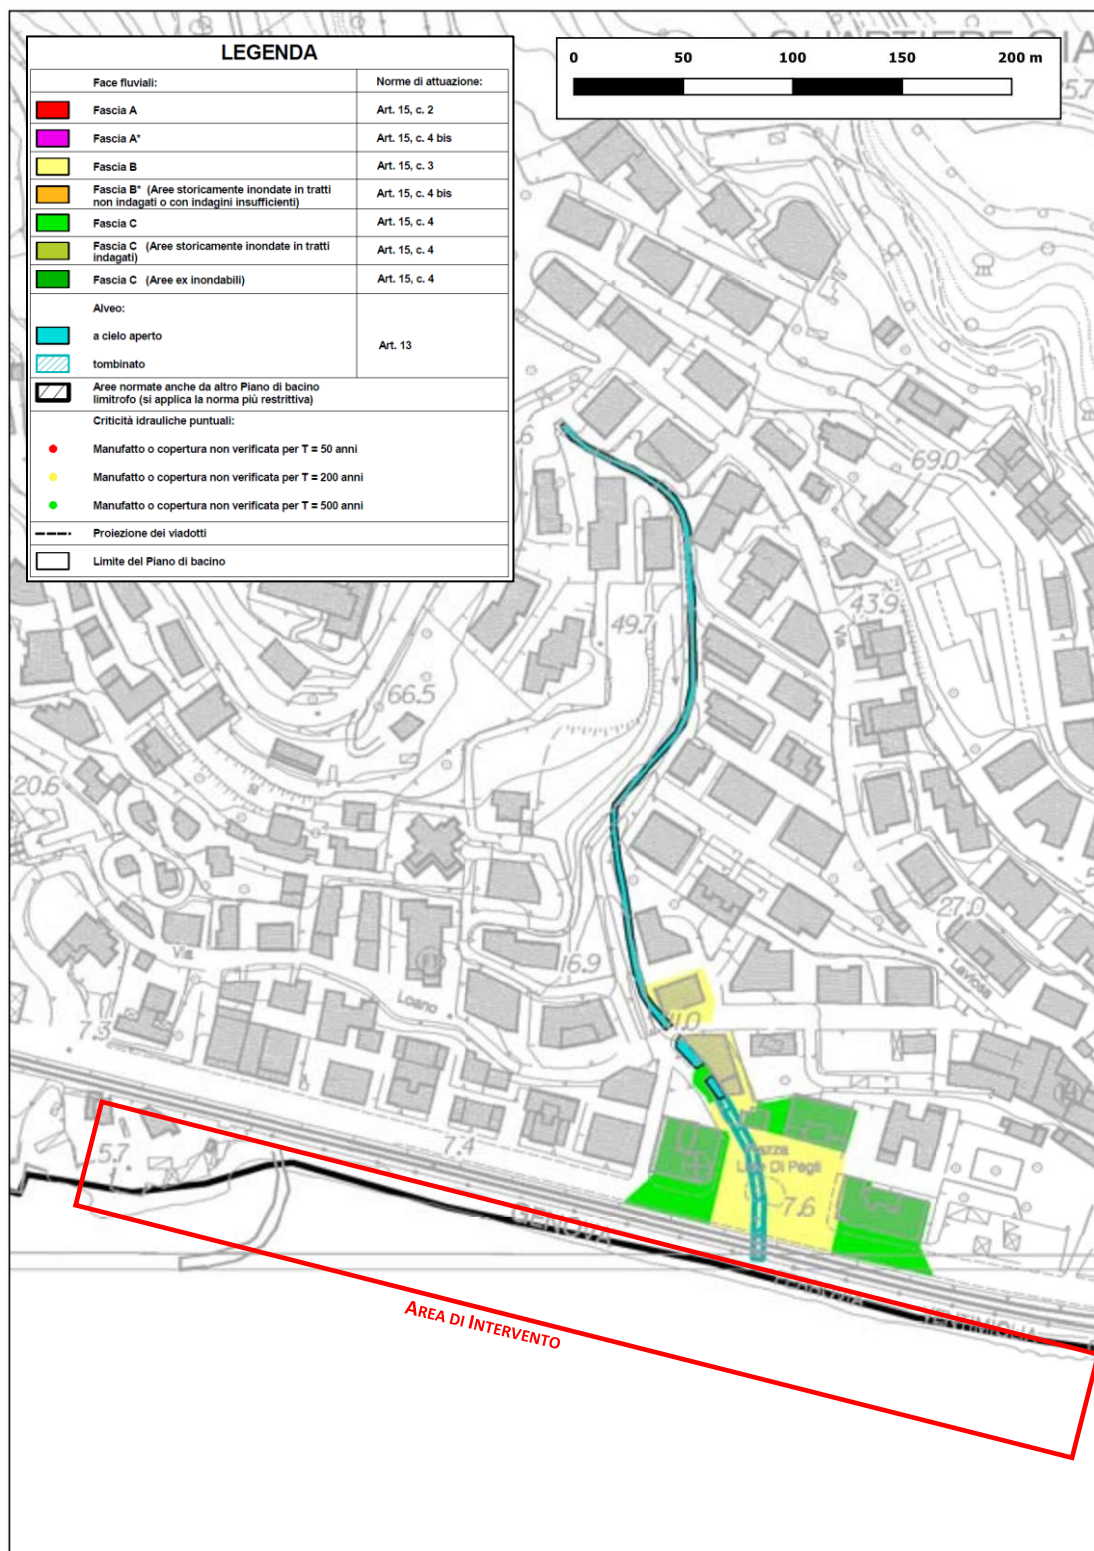 LEGENDA
Face fluviali: Norme di attuazione:
Fascia A Art. 15, c. 2
Fascia A* Art. 15, c. 4 bis
Fascia B Art. 15, c. 3
Fascia B* (Aree storicamente inondate in tratti
non indagati o con indagini insufficienti) Art. 15, c. 4 bis
Fascia C Art. 15, c. 4
Fascia C (Aree storicamente inondate in tratti
indagati) Art. 15, c. 4
Fascia C (Aree ex inondabili) Art. 15, c. 4
Alveo:
a cielo aperto
Art. 13
tombinato
Aree normate anche da altro Piano di bacino
limitrofo (si applica la norma più restrittiva)
Criticità idrauliche puntuali:
Manufatto o copertura non verificata per T = 50 anni
Manufatto o copertura non verificata per T = 200 anni
Manufatto o copertura non verificata per T = 500 anni
Proiezione dei viadotti
Limite del Piano di bacino
0 50 100 150 200 m
69.0
43.9
Via
49.7
66.5
20.6
27.0
Laviosa
16.9
Via
Loano
7.3
5.7
7.4
7.6
GENOVA
VENTIMIGLIA
AREA DI INTERVENTO